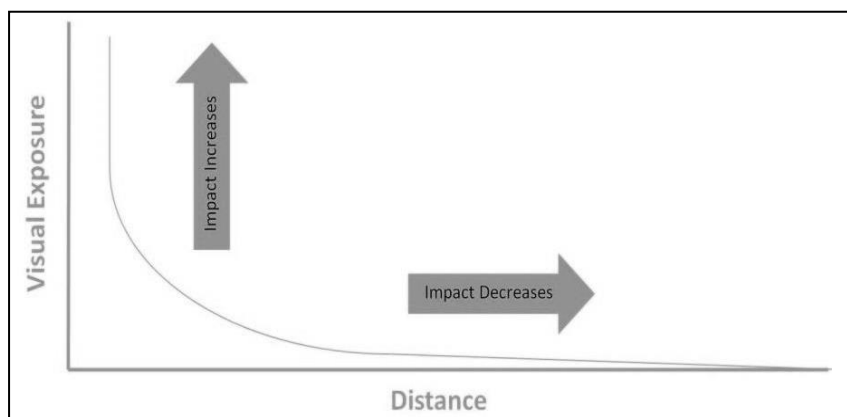 Visual Exposure
Impact Increases
Impact Decreases
Distance